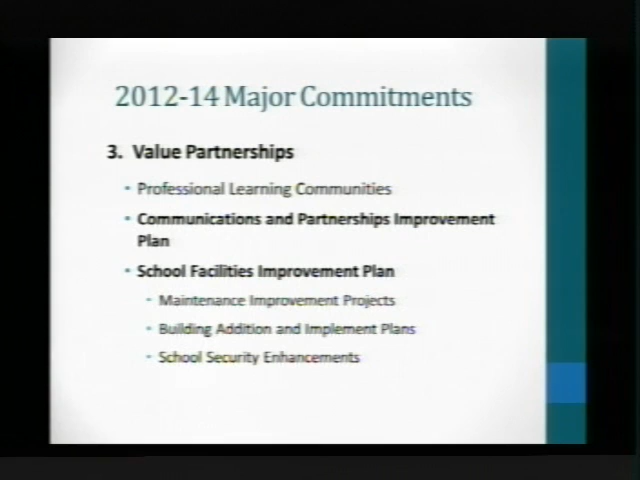 2012-14 Major Commitments
3. Value Partnerships
• Professional Learning Communities
• Communications and Partnerships Improvement
Plan
• School Facilities Improvement Plan
• Maintenance Improvement Projects
• Building Addition and Implement Plans
• School Security Enhancements